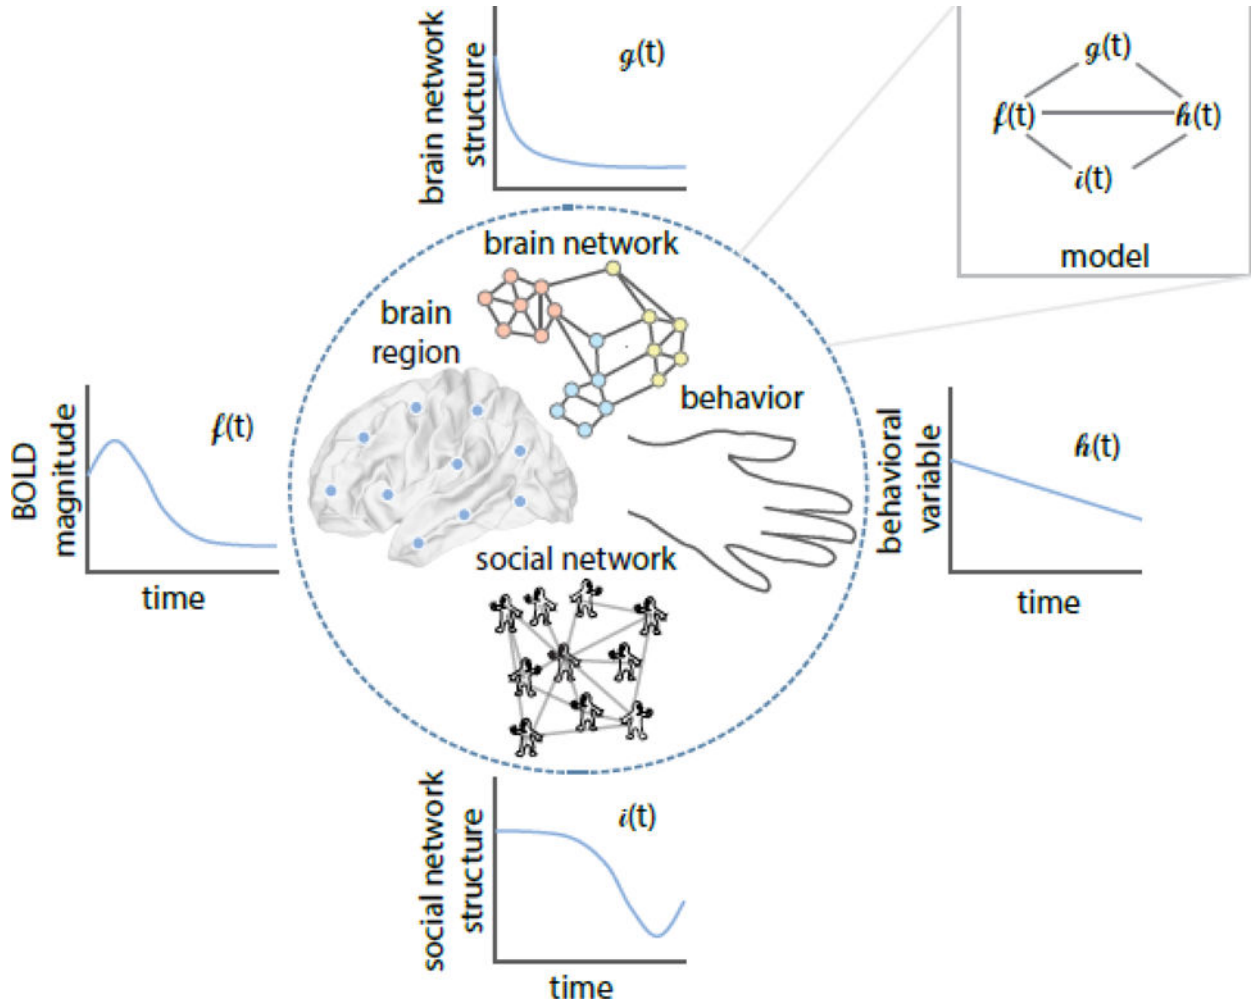 brain network
structure
g(t)
g(t)
f(t)
h(t)
i(t)
model
brain network
brain
region
behavior
BOLD
magnitude
f(t)
time
behavioral
variable
h(t)
time
social network
social network
structure
i(t)
time